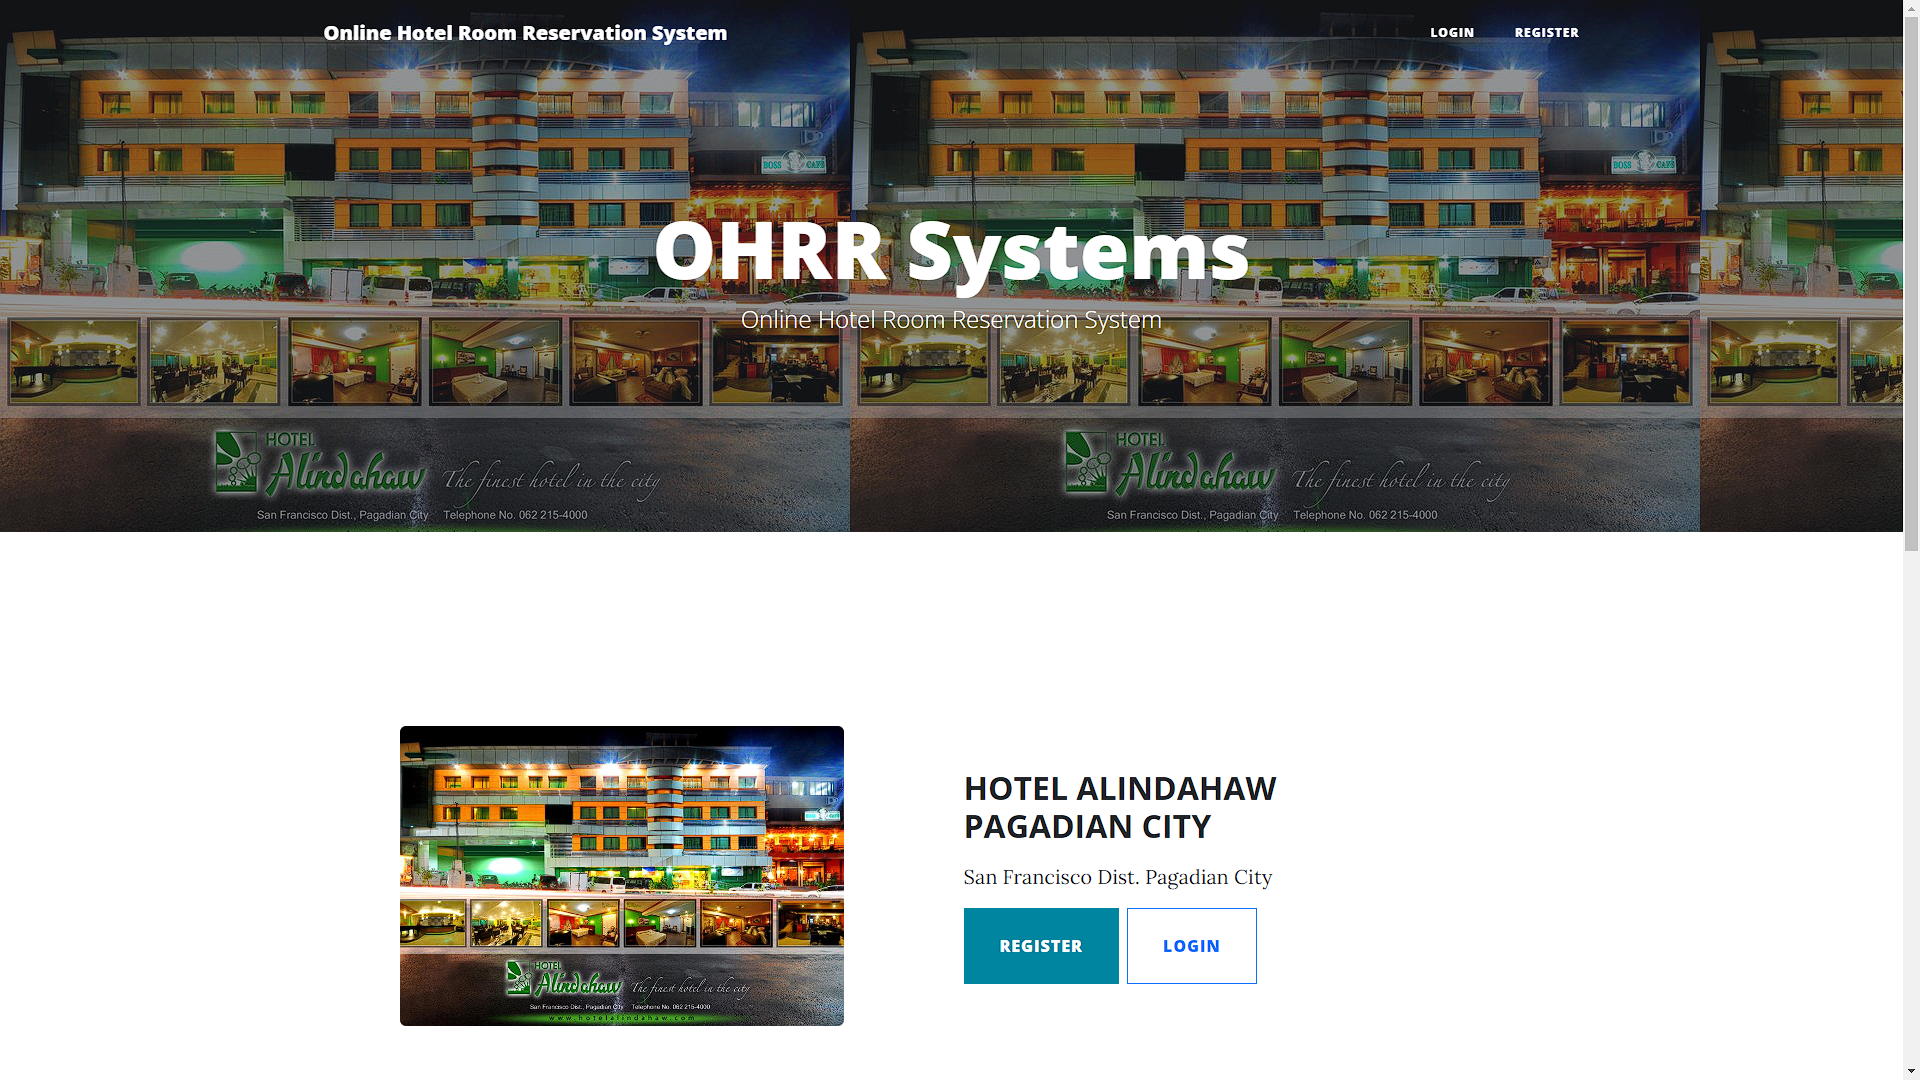 Online Hotel Room Reservation System
LOGIN
REGISTER
BOSS CAFE
BOSS CAFE
OHRR Systems
Online Hotel Room Reservation System
HOTEL
Alindahaw
The finest hotel in the city
San Francisco Dist., Pagadian City
Telephone No. 062 215-4000
HOTEL
Alindahaw
The finest hotel in the city
San Francisco Dist., Pagadian City
Telephone No. 062 215-4000
BOSS CAFE
HOTEL
Alindahaw
The finest hotel in the city
San Francisco Dist., Pagadian City
Telephone No. 062 215-4000
www.hotelalindahaw.com
HOTEL ALINDAHAW
PAGADIAN CITY
San Francisco Dist. Pagadian City
REGISTER
LOGIN